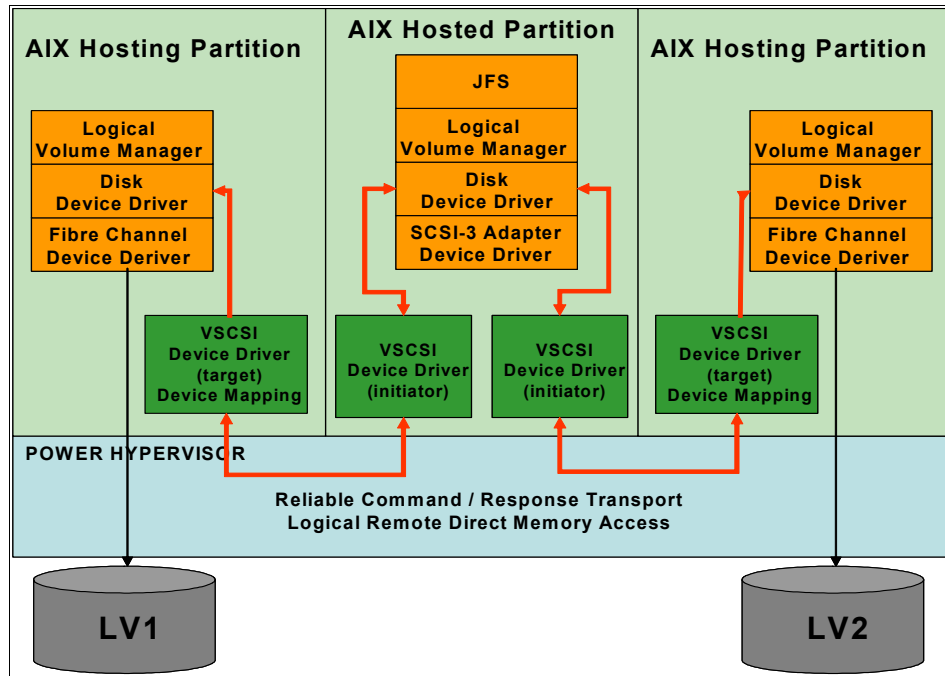 AIX Hosting Partition
Logical
Volume Manager
Disk
Device Driver
Fibre Channel
Device Deriver
VSCSI
Device Driver
(target)
Device Mapping
AIX Hosted Partition
JFS
Logical
Volume Manager
Disk
Device Driver
SCSI-3 Adapter
Device Driver
VSCSI
Device Driver
(initiator)
VSCSI
Device Driver
(initiator)
AIX Hosting Partition
Logical
Volume Manager
Disk
Device Driver
Fibre Channel
Device Deriver
VSCSI
Device Driver
(target)
Device Mapping
POWER HYPERVISOR
Reliable Command / Response Transport
Logical Remote Direct Memory Access
LV1
LV2